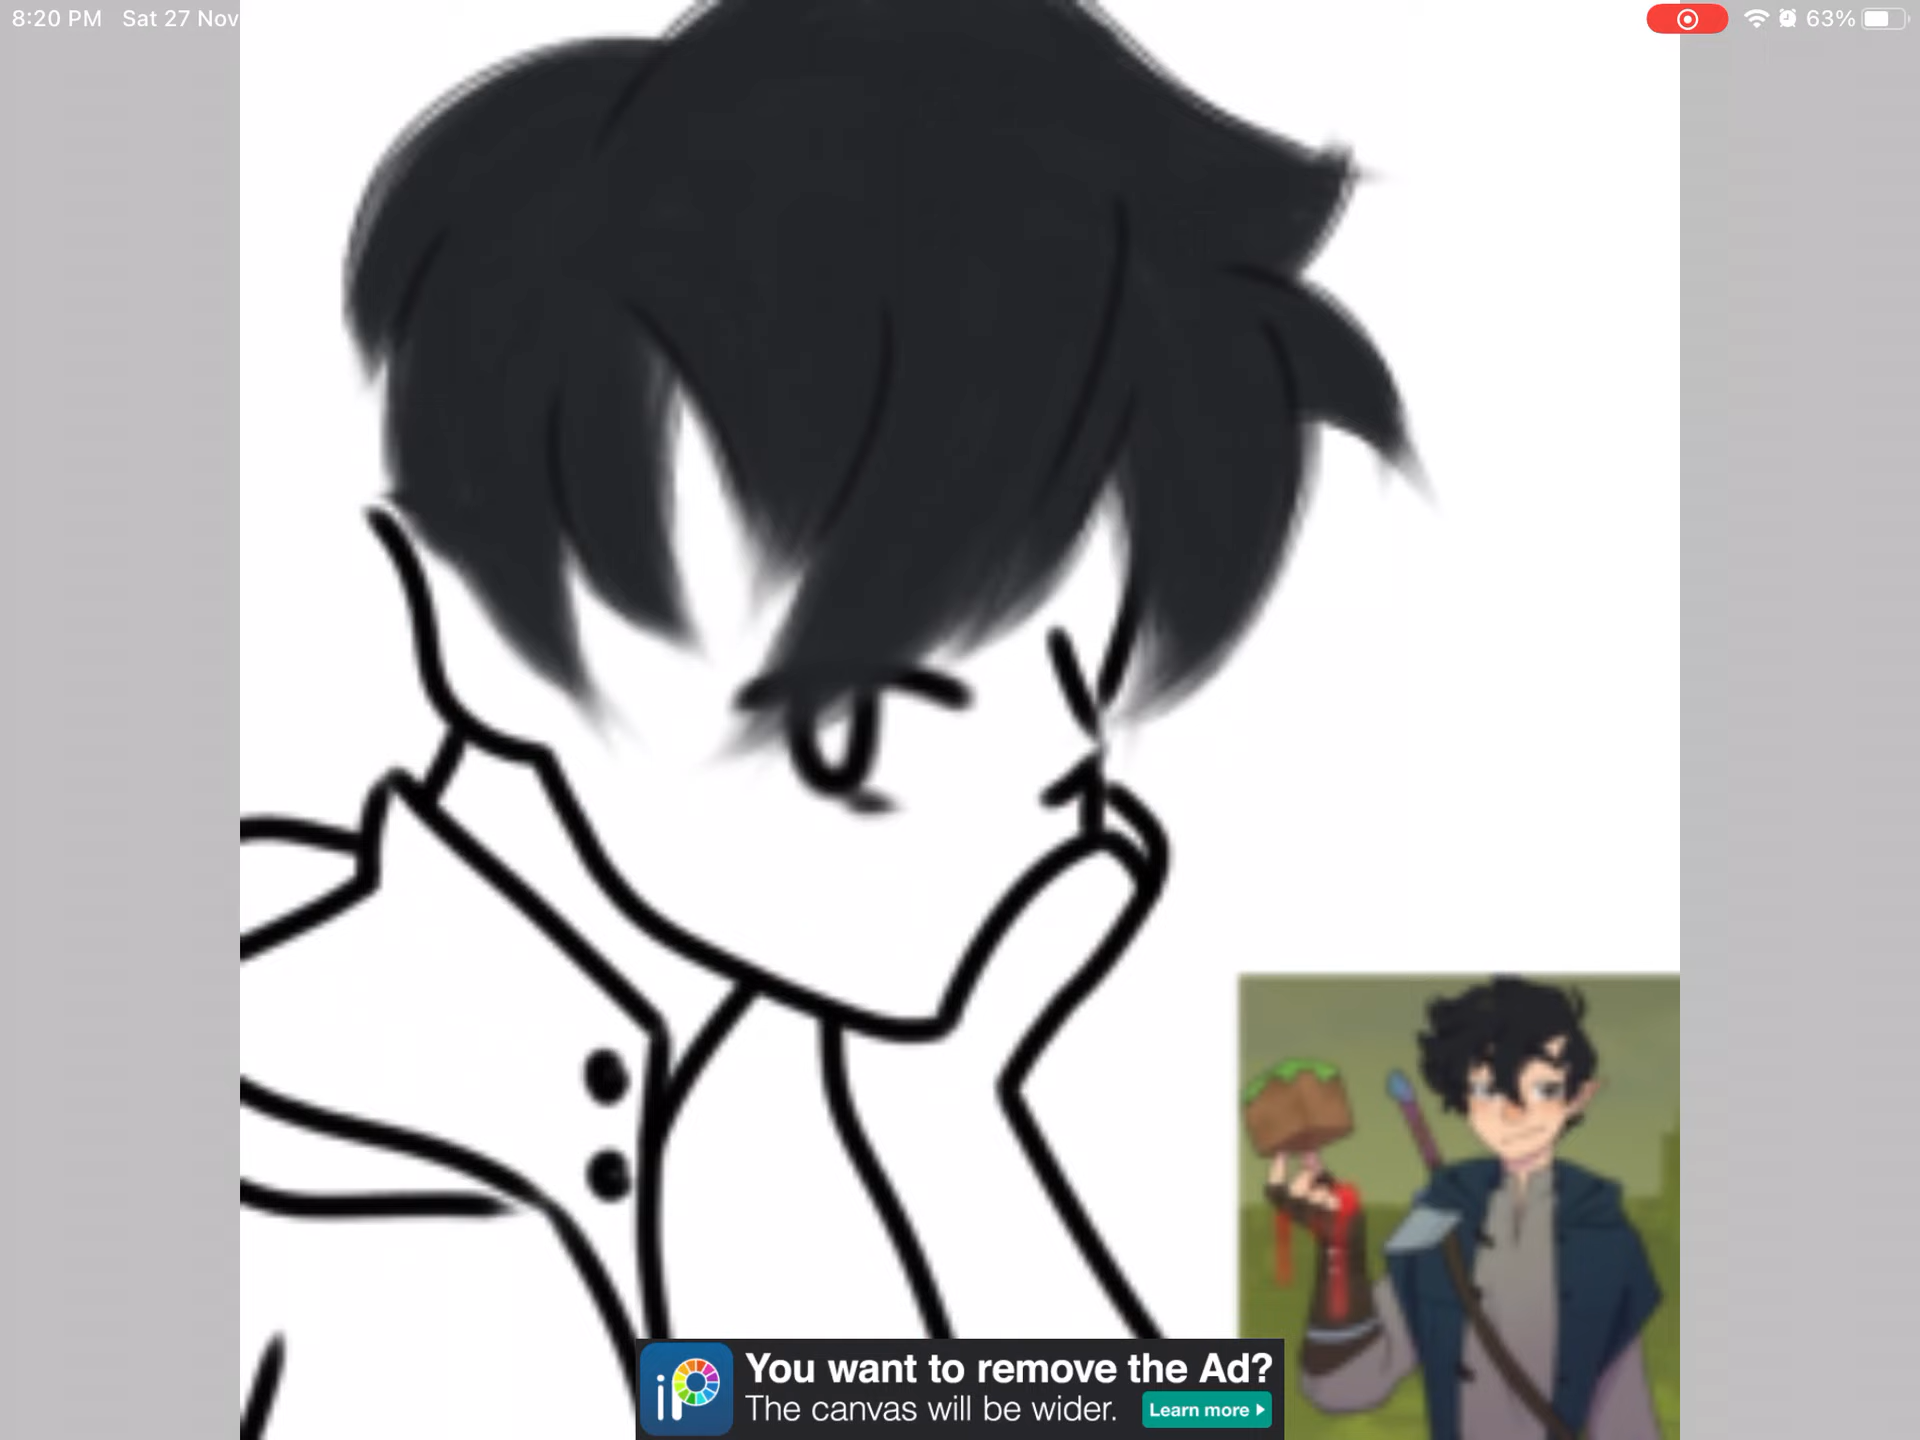 8:20 PM Sat 27 Nov
63%
iP
You want to remove the Ad?
The canvas will be wider.
Learn more